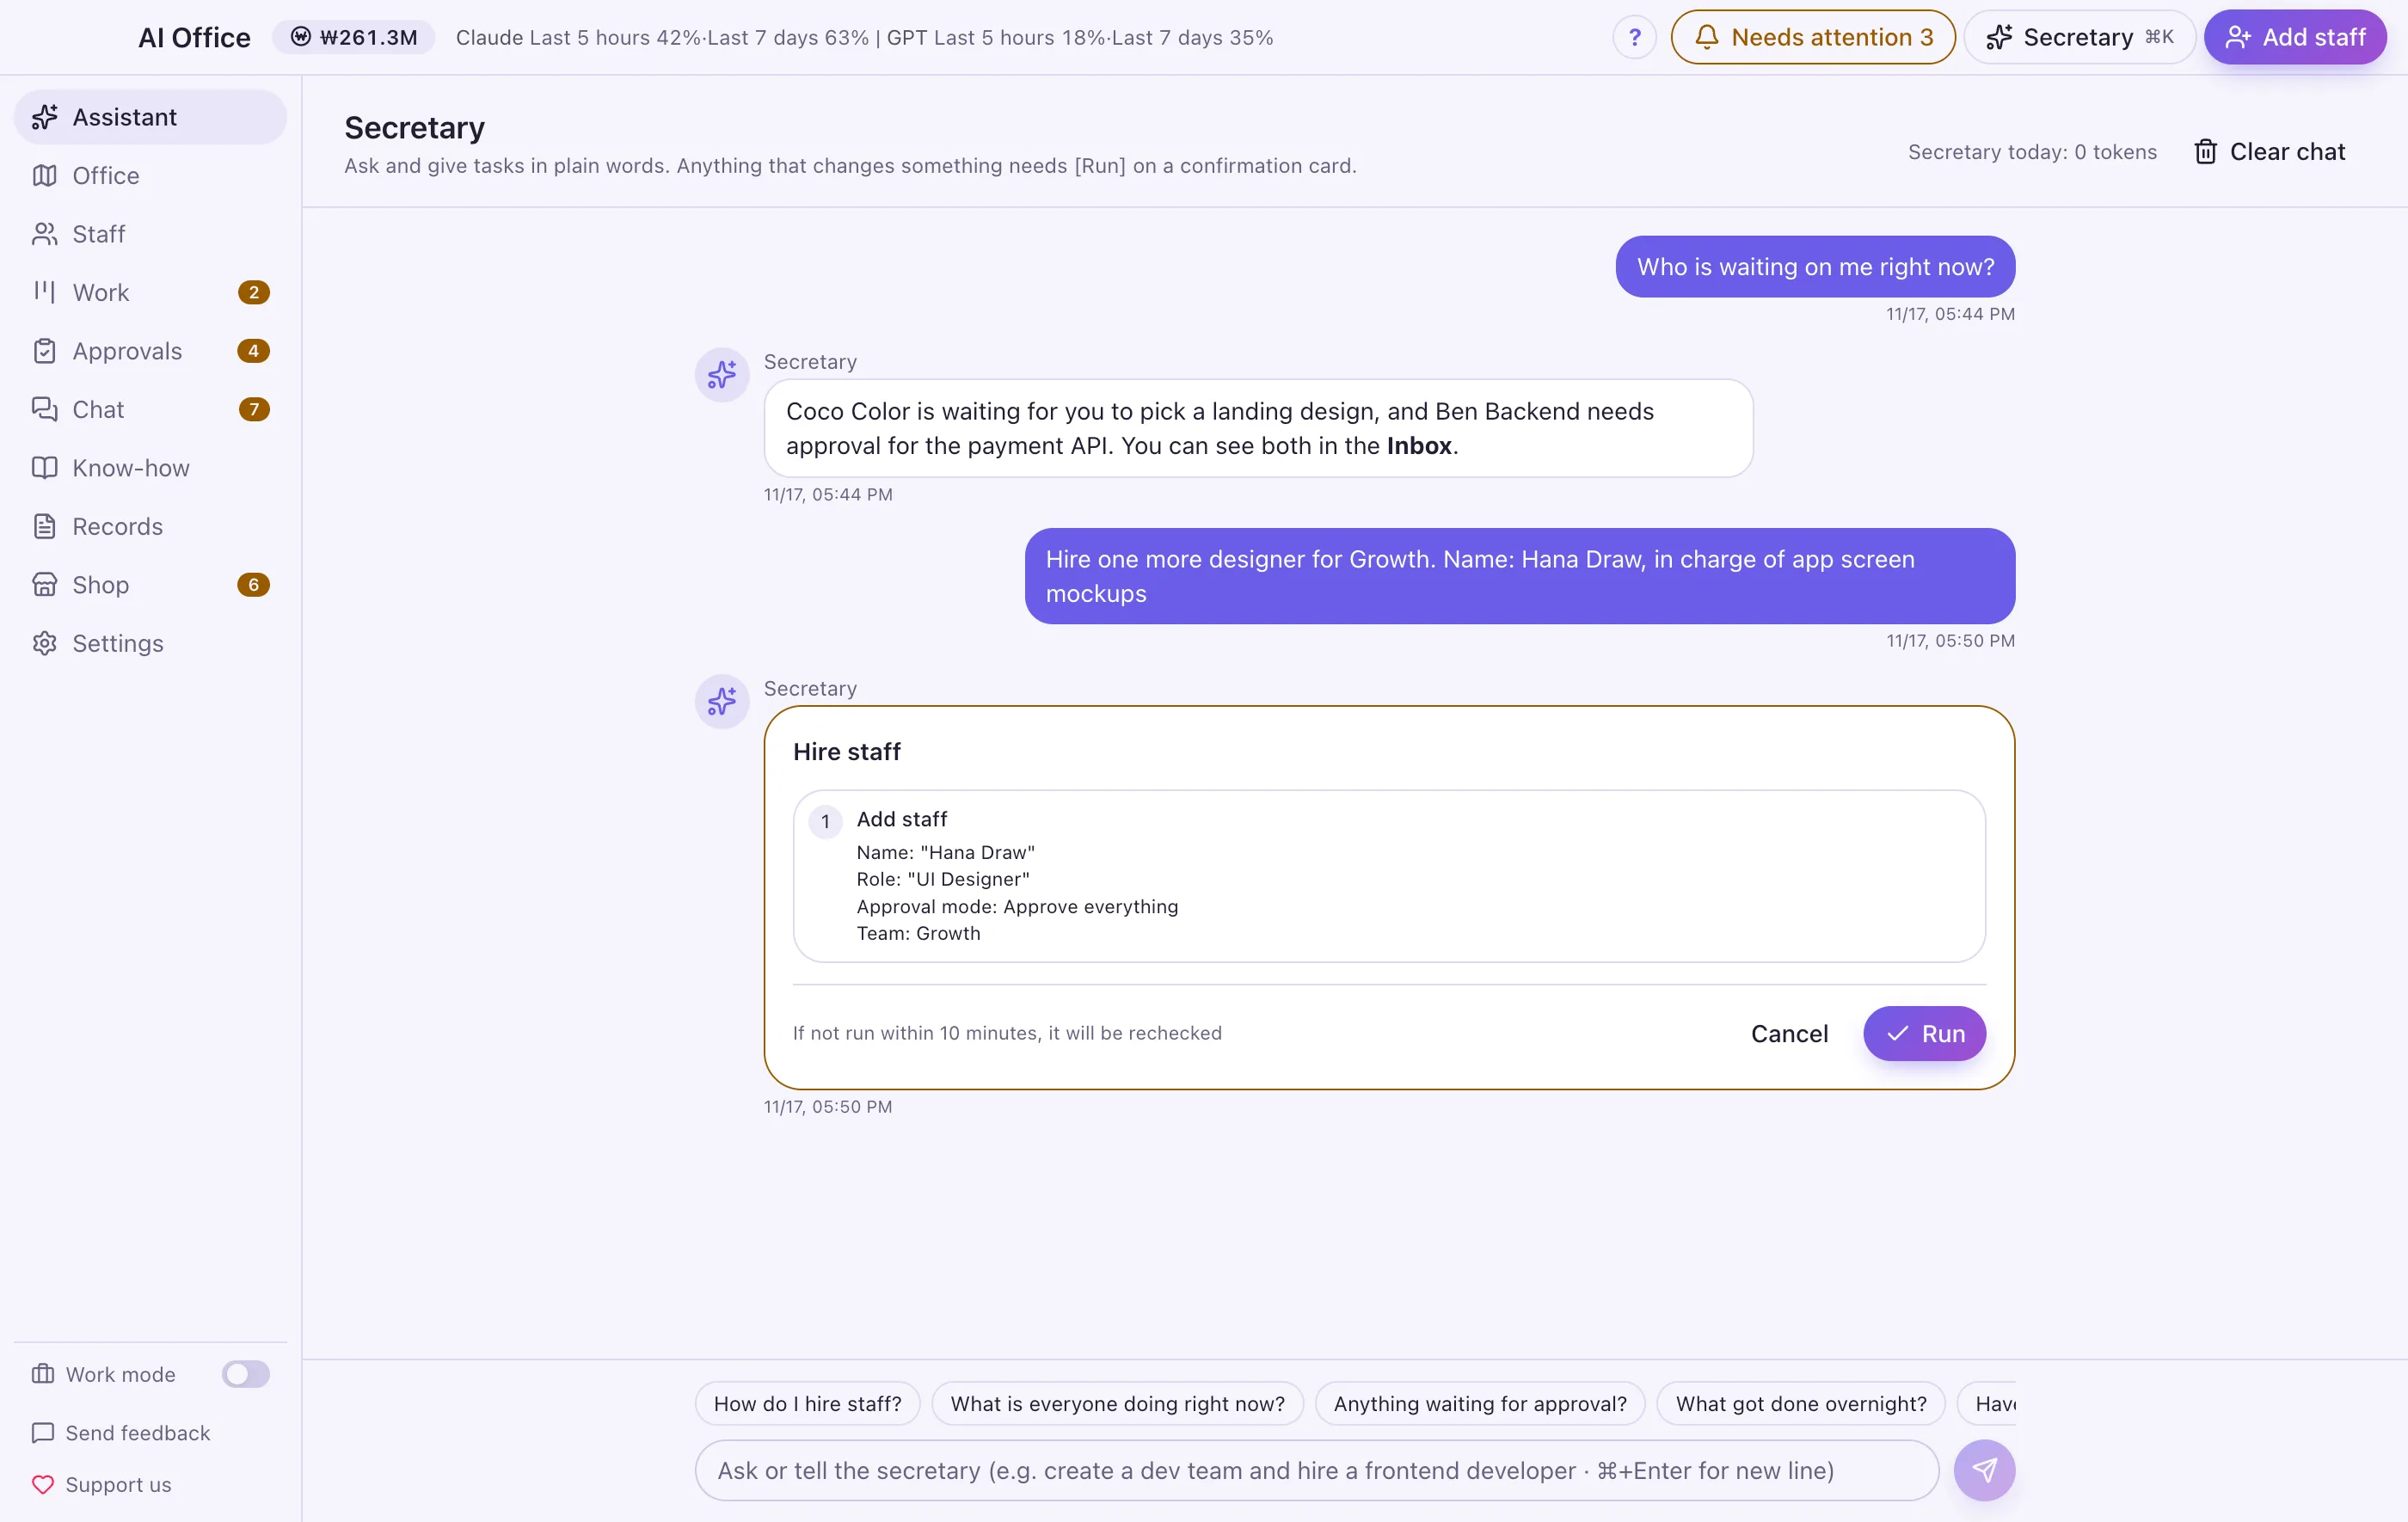 AI Office
₩261.3M
Claude Last 5 hours 42%·Last 7 days 63% | GPT Last 5 hours 18%·Last 7 days 35%
?
Needs attention 3
Secretary ⌘K
Add staff
Assistant
Office
Staff
Work 2
Approvals 4
Chat 7
Know-how
Records
Shop 6
Settings
Work mode
Send feedback
Support us
Secretary
Ask and give tasks in plain words. Anything that changes something needs [Run] on a confirmation card.
Secretary today: 0 tokens
Clear chat
Who is waiting on me right now?
11/17, 05:44 PM
Secretary
Coco Color is waiting for you to pick a landing design, and Ben Backend needs
approval for the payment API. You can see both in the Inbox.
11/17, 05:44 PM
Hire one more designer for Growth. Name: Hana Draw, in charge of app screen
mockups
11/17, 05:50 PM
Secretary
Hire staff
1 Add staff
Name: "Hana Draw"
Role: "UI Designer"
Approval mode: Approve everything
Team: Growth
If not run within 10 minutes, it will be rechecked
Cancel
Run
11/17, 05:50 PM
How do I hire staff?
What is everyone doing right now?
Anything waiting for approval?
What got done overnight?
Ask or tell the secretary (e.g. create a dev team and hire a frontend developer · ⌘+Enter for new line)